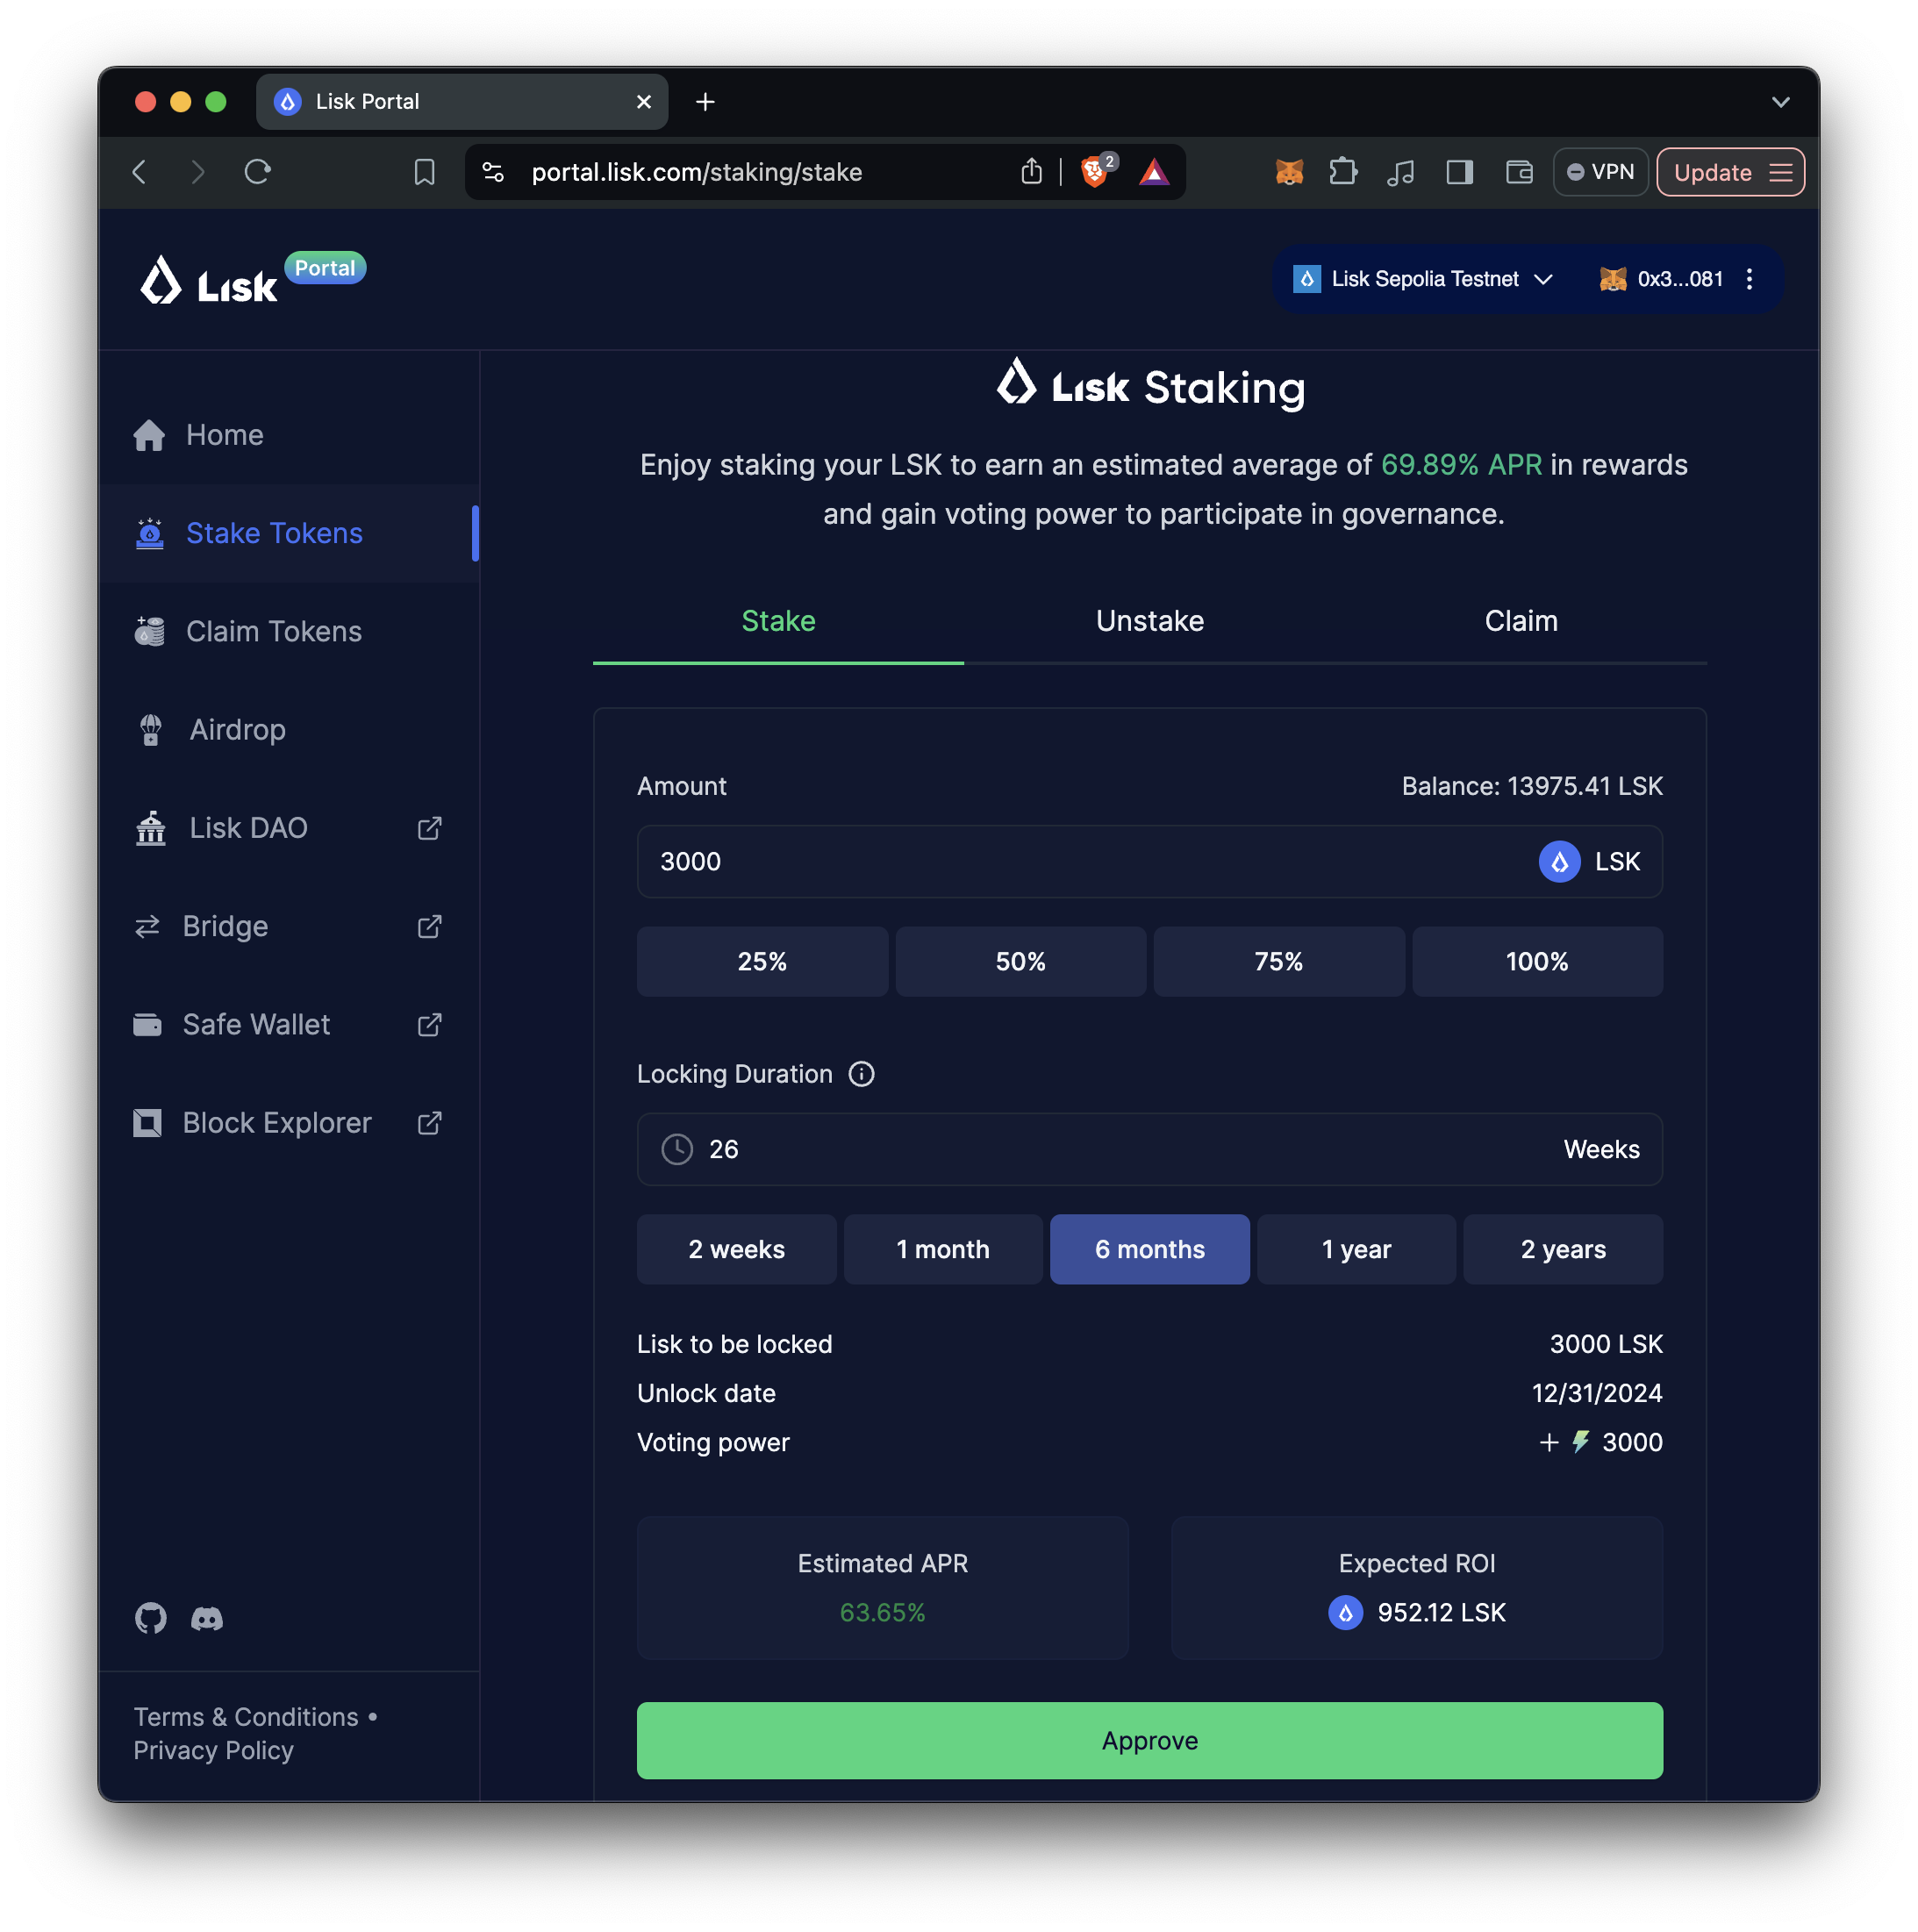 Lisk Portal
portal.lisk.com/staking/stake
2
VPN
Update
Lisk Portal
Lisk Sepolia Testnet
0x3...081
Home
Stake Tokens
Claim Tokens
Airdrop
Lisk DAO
Bridge
Safe Wallet
Block Explorer
Terms & Conditions •
Privacy Policy
Lisk Staking
Enjoy staking your LSK to earn an estimated average of 69.89% APR in rewards
and gain voting power to participate in governance.
Stake Unstake Claim
Amount Balance: 13975.41 LSK
3000 LSK
25% 50% 75% 100%
Locking Duration
26 Weeks
2 weeks 1 month 6 months 1 year 2 years
Lisk to be locked 3000 LSK
Unlock date 12/31/2024
Voting power + 3000
Estimated APR Expected ROI
63.65% 952.12 LSK
Approve